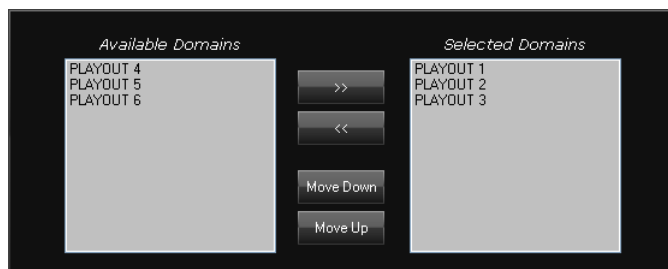 Available Domains
PLAYOUT 4
PLAYOUT 5
PLAYOUT 6
>>
<<
Move Down
Move Up
Selected Domains
PLAYOUT 1
PLAYOUT 2
PLAYOUT 3